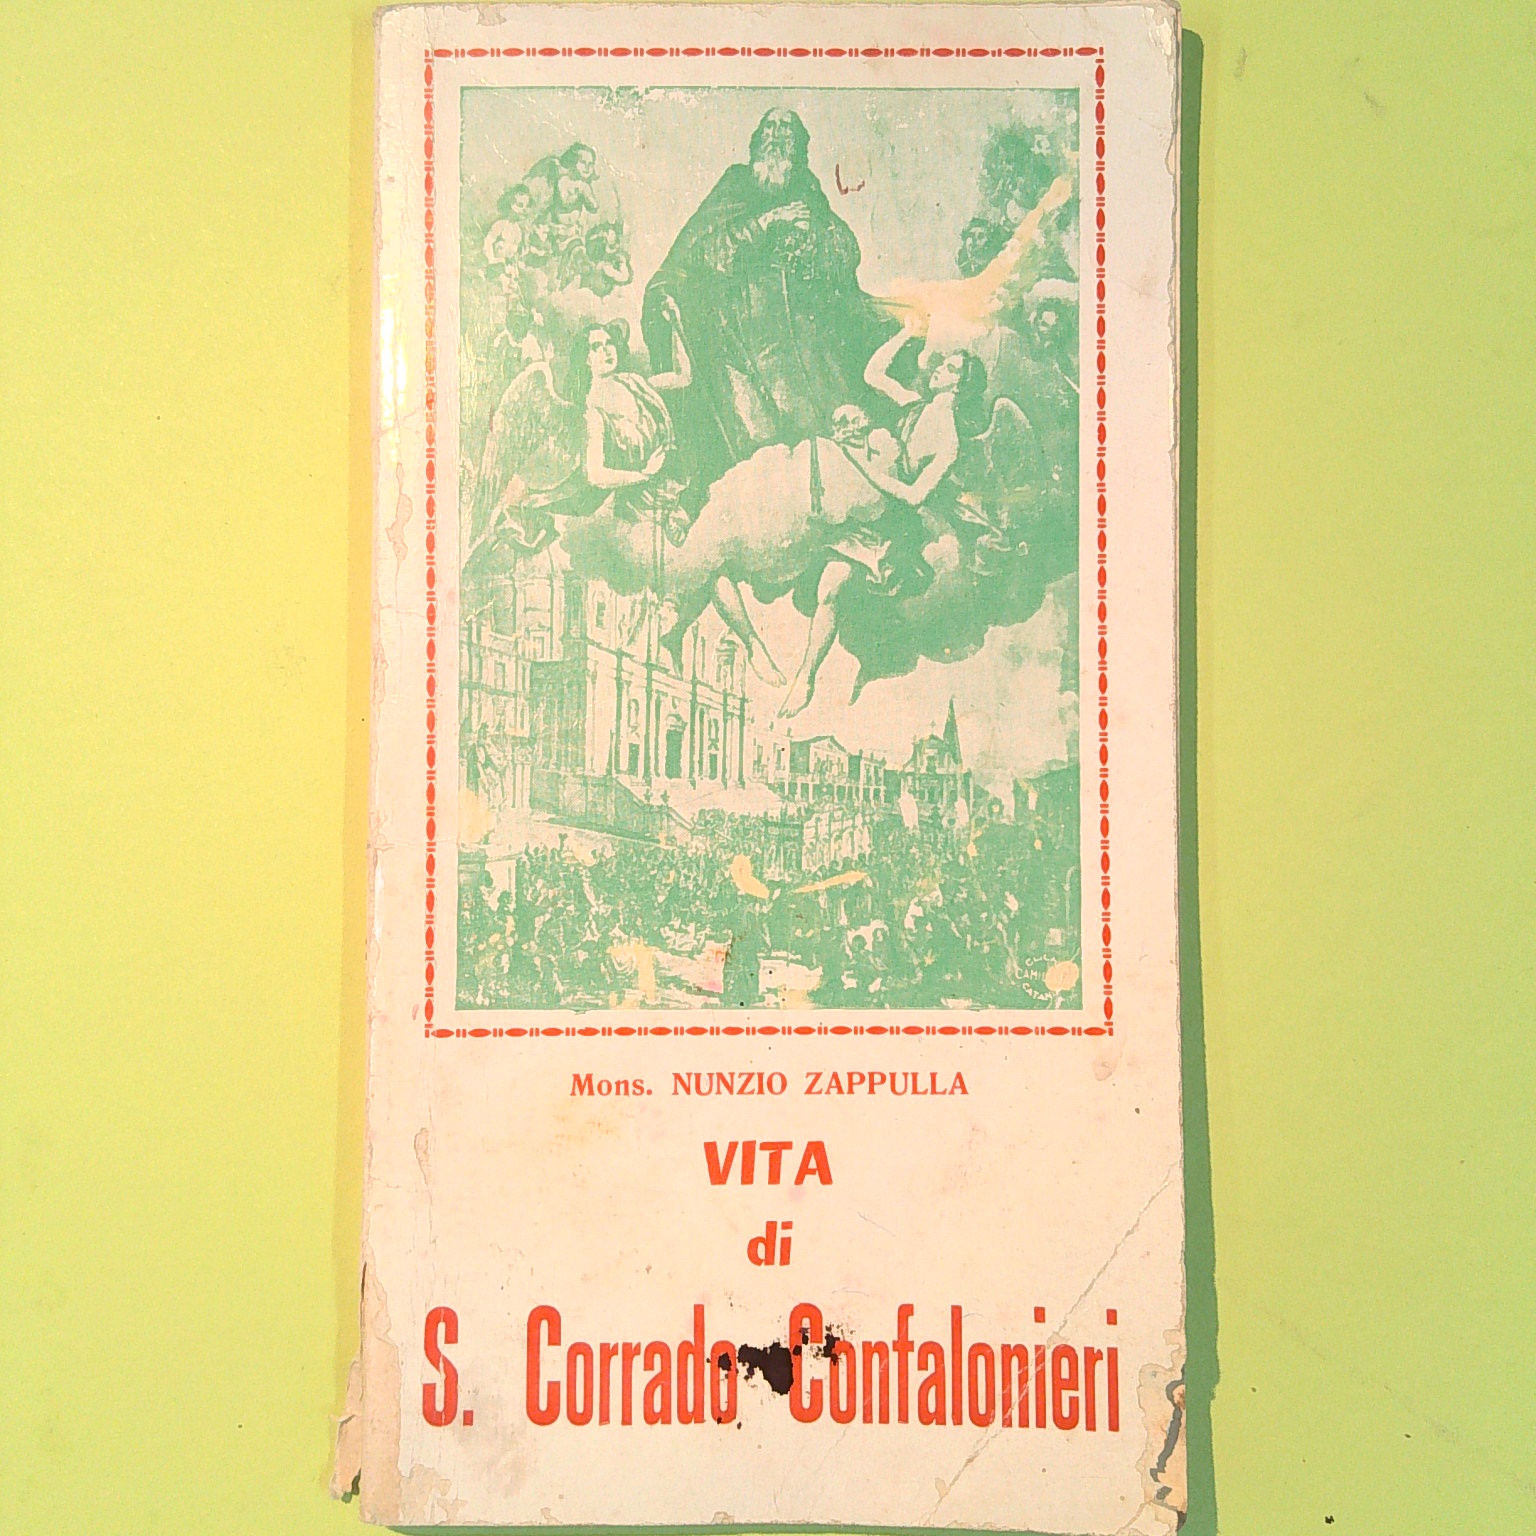 Mons. NUNZIO ZAPPULLA
VITA
di
S. Corrado Confalonieri